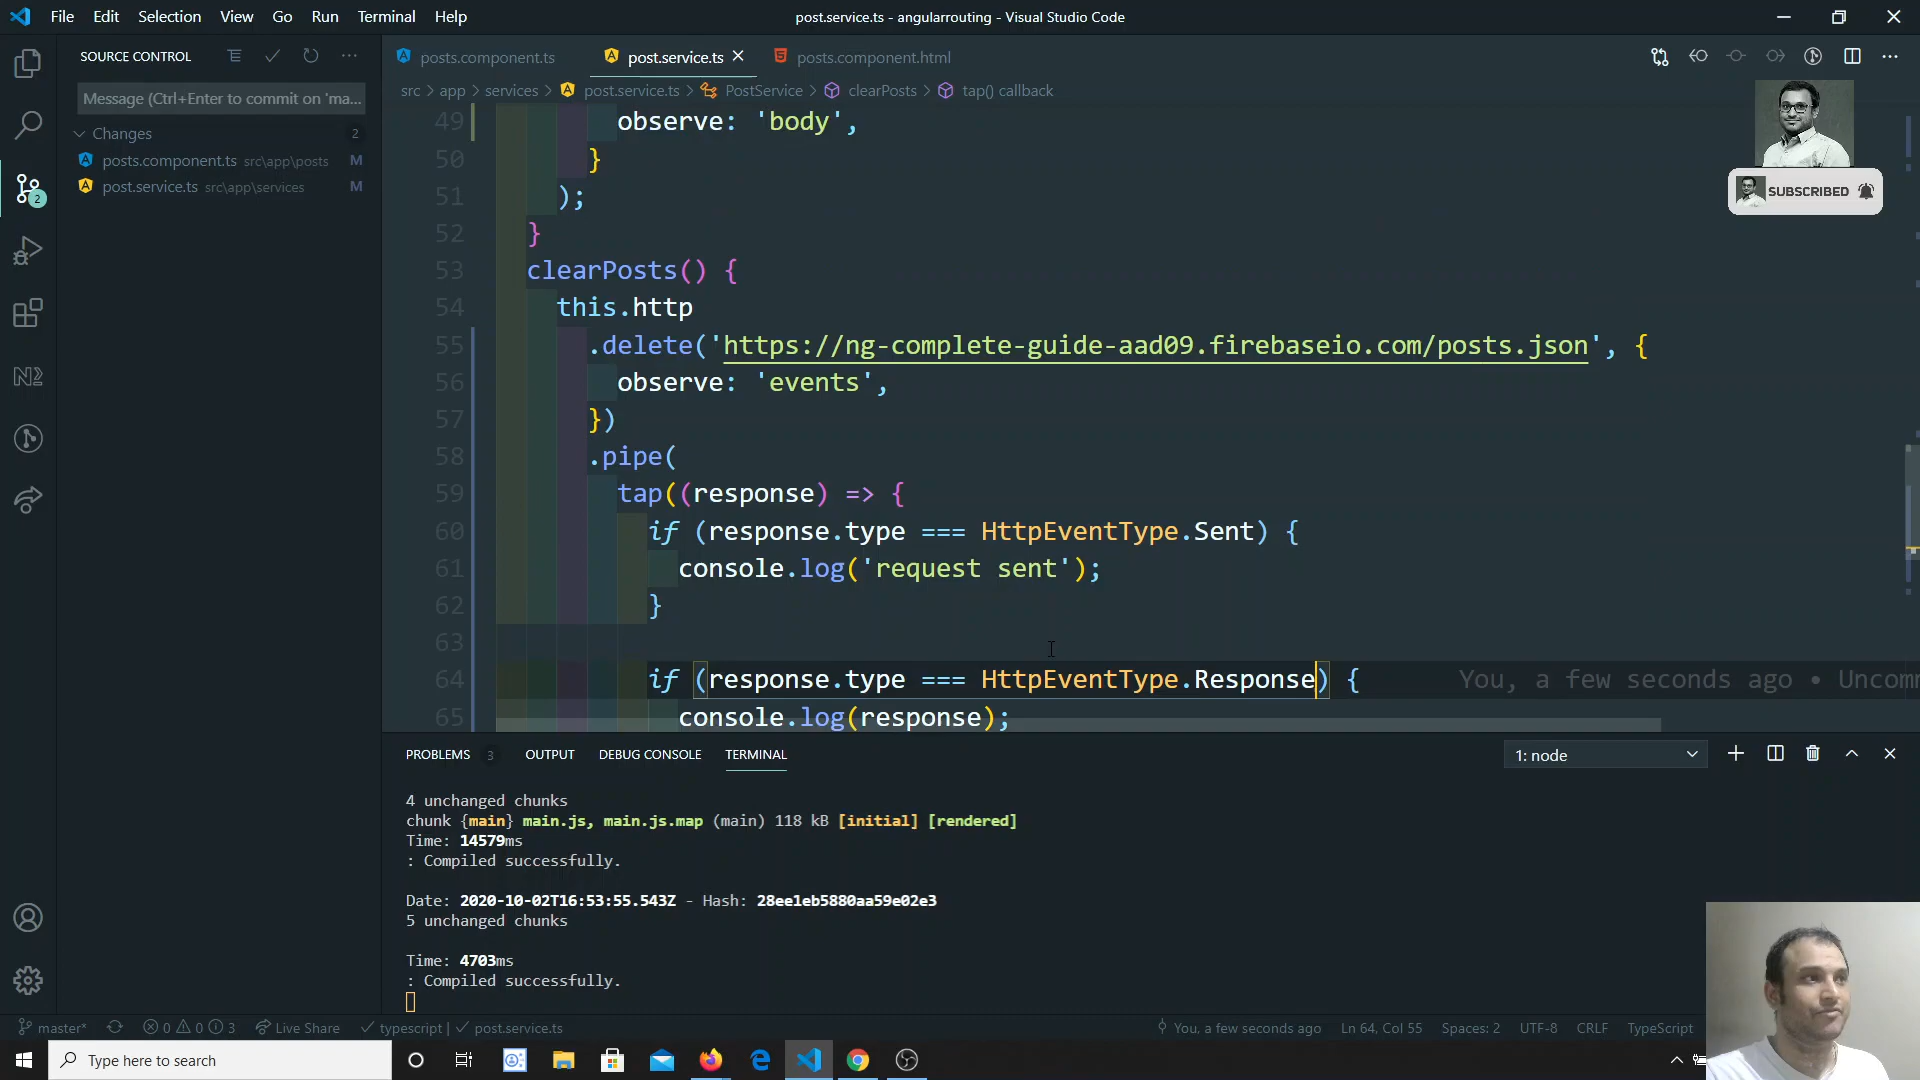 File Edit Selection View Go Run Terminal Help
post.service.ts - angularrouting - Visual Studio Code
SOURCE CONTROL
Message (Ctrl+Enter to commit on 'ma...
Changes 2
posts.component.ts src\app\posts M
post.service.ts src\app\services M
2
posts.component.ts post.service.ts posts.component.html
src > app > services > post.service.ts > PostService > clearPosts > tap() callback
SUBSCRIBED
49 observe: 'body',
50 }
51 );
52 }
53 clearPosts() {
54 this.http
55 .delete('https://ng-complete-guide-aad09.firebaseio.com/posts.json', {
56 observe: 'events',
57 })
58 .pipe(
59 tap((response) => {
60 if (response.type === HttpEventType.Sent) {
61 console.log('request sent');
62 }
63
64 if (response.type === HttpEventType.Response) { You, a few seconds ago • Uncomm
65 console.log(response);
PROBLEMS 3 OUTPUT DEBUG CONSOLE TERMINAL 1: node
4 unchanged chunks
chunk {main} main.js, main.js.map (main) 118 kB [initial] [rendered]
Time: 14579ms
: Compiled successfully.
Date: 2020-10-02T16:53:55.543Z - Hash: 28ee1eb5880aa59e02e3
5 unchanged chunks
Time: 4703ms
: Compiled successfully.
master* 0 0 3 Live Share typescript | post.service.ts You, a few seconds ago Ln 64, Col 55 Spaces: 2 UTF-8 CRLF TypeScript
Type here to search